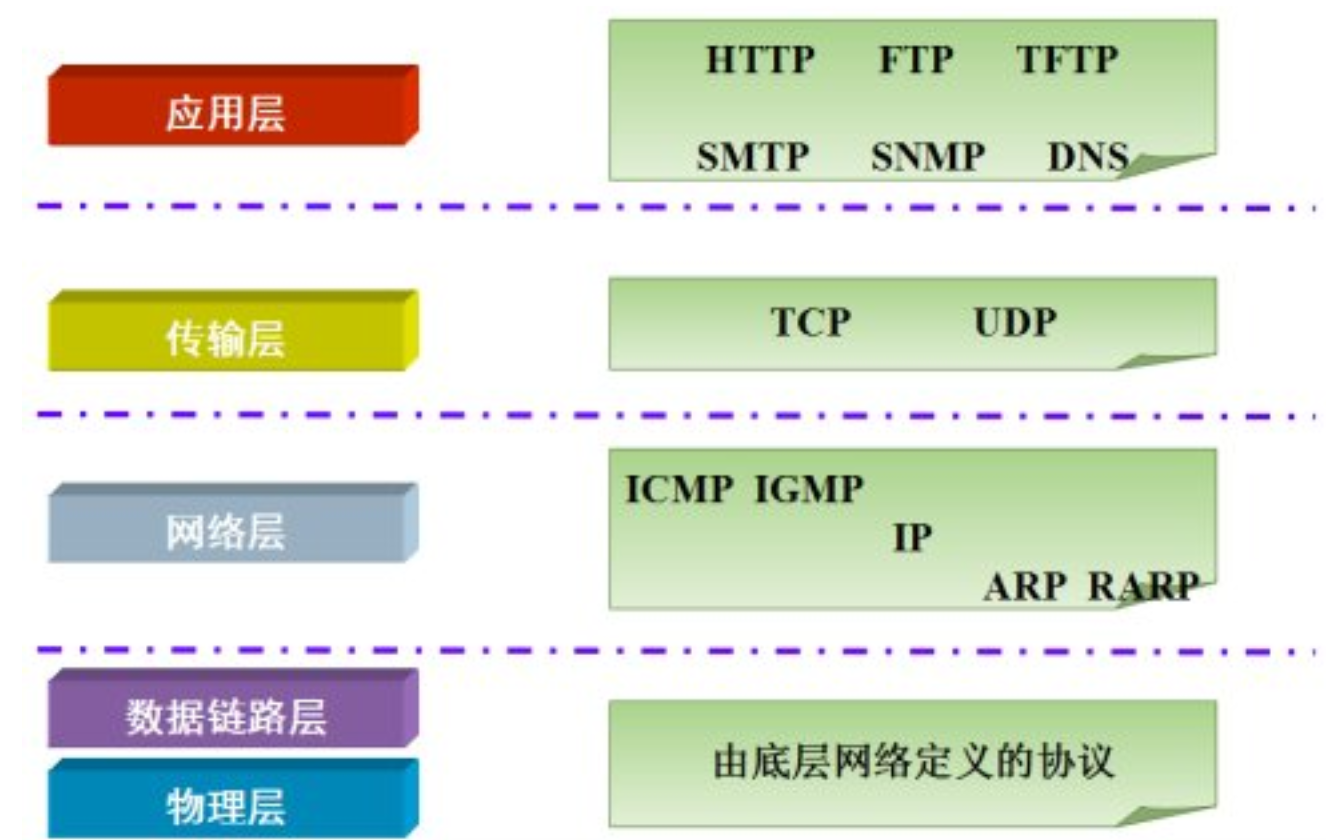 应用层
HTTP FTP TFTP
SMTP SNMP DNS
传输层
TCP UDP
网络层
ICMP IGMP
IP
ARP RARP
数据链路层
物理层
由底层网络定义的协议